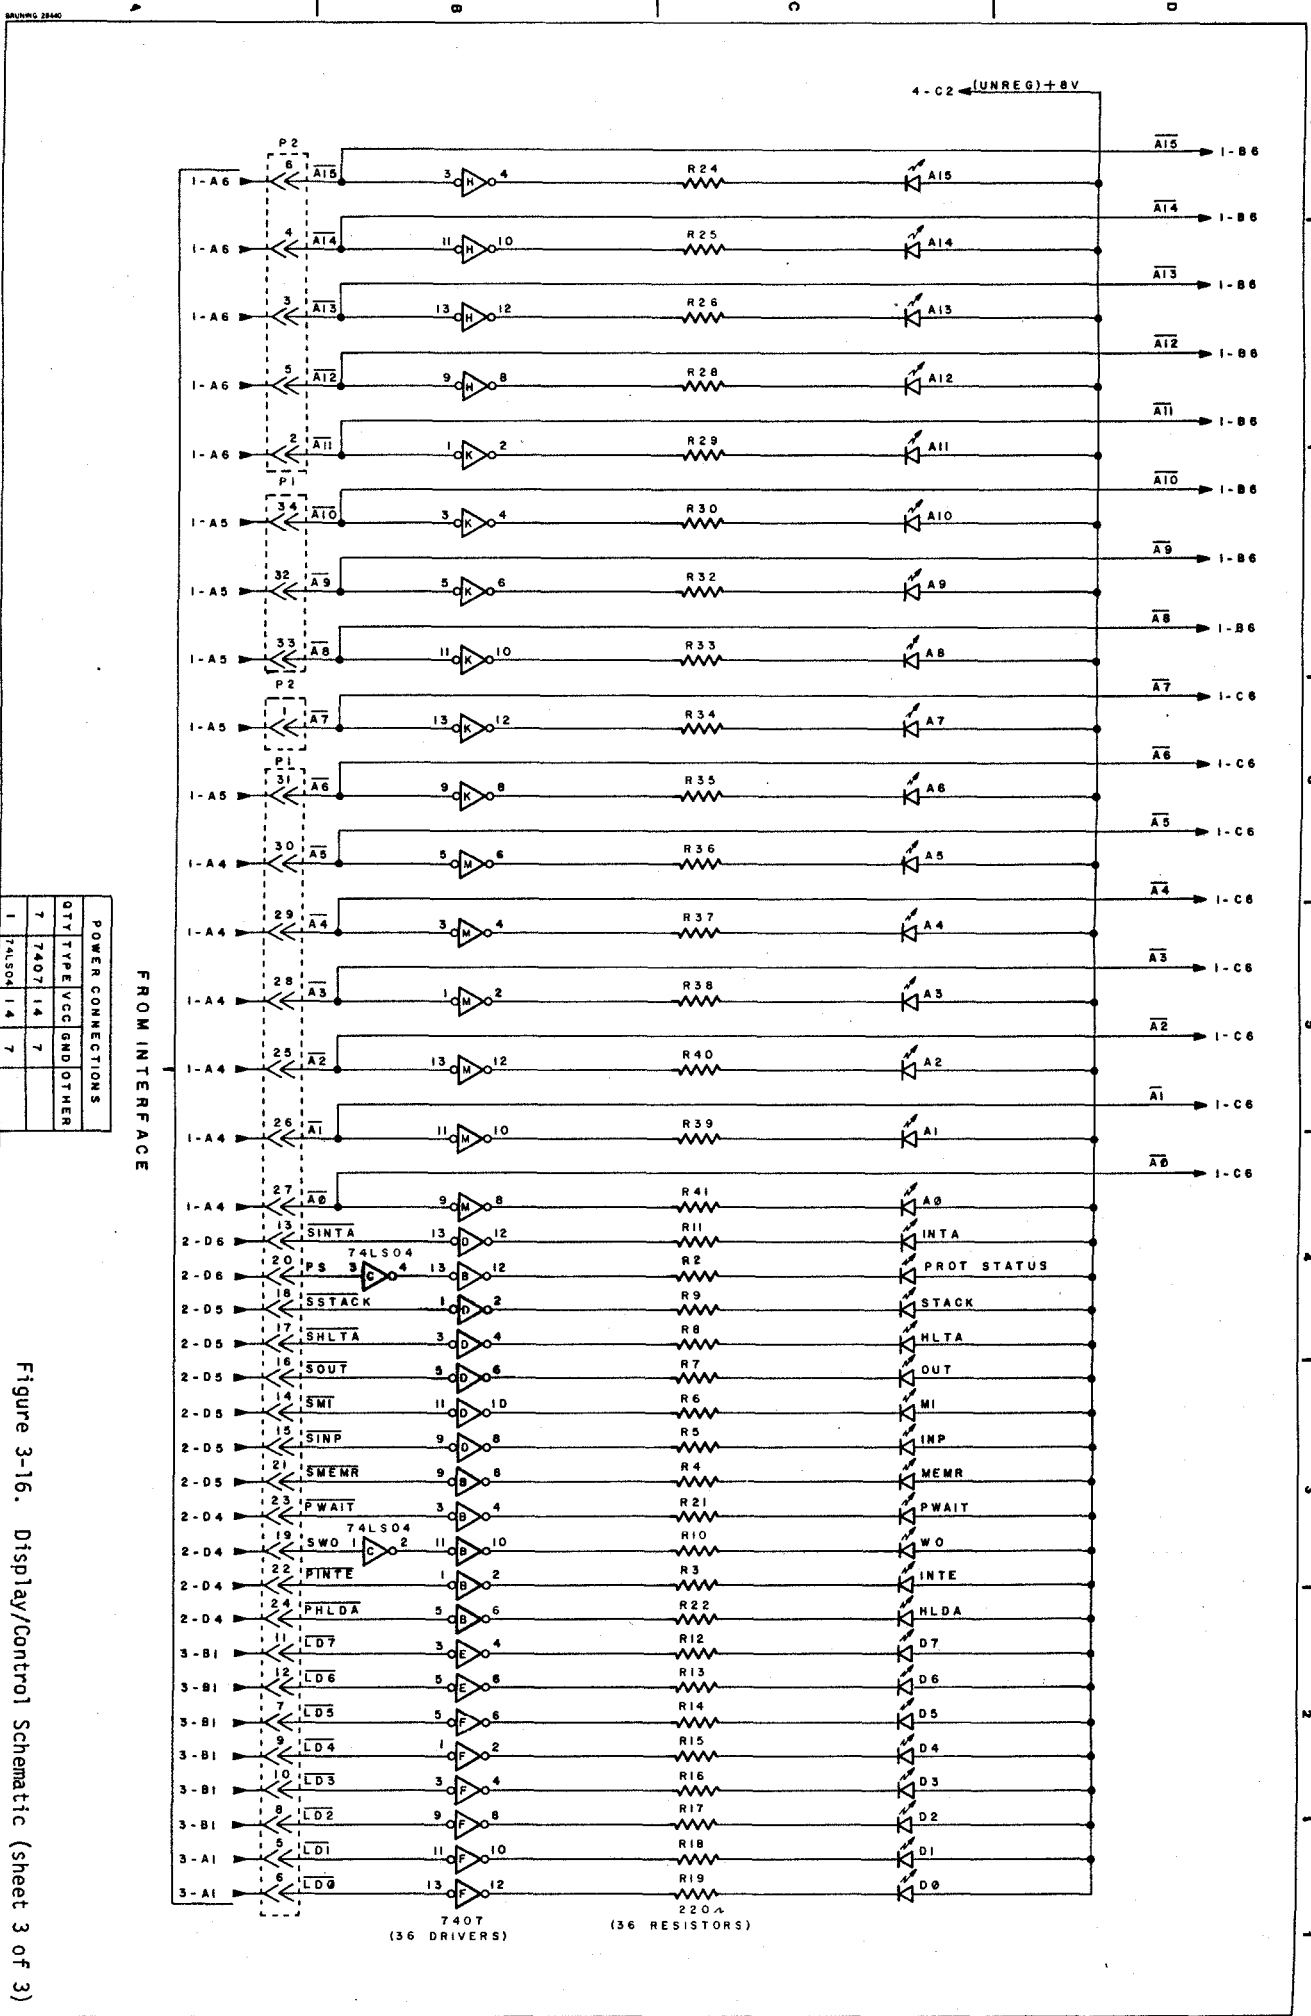 BRUNING 28440
A
B
C
D
4-C2 (UNREG)+8V
P2
1-A6 6 A15 3 H 4 R24 A15 A15 1-B6
1-A6 4 A14 11 H 10 R25 A14 A14 1-B6
1-A6 3 A13 13 H 12 R26 A13 A13 1-B6
1-A6 5 A12 9 H 8 R28 A12 A12 1-B6
1-A6 2 A11 1 K 2 R29 A11 A11 1-B6
P1
1-A5 34 A10 3 K 4 R30 A10 A10 1-B6
1-A5 32 A9 5 K 6 R32 A9 A9 1-B6
1-A5 33 A8 11 K 10 R33 A8 A8 1-B6
P2
1-A5 1 A7 13 K 12 R34 A7 A7 1-C6
P1
1-A5 31 A6 9 K 8 R35 A6 A6 1-C6
1-A4 30 A5 5 M 6 R36 A5 A5 1-C6
1-A4 29 A4 3 M 4 R37 A4 A4 1-C6
1-A4 28 A3 1 M 2 R38 A3 A3 1-C6
1-A4 25 A2 13 M 12 R40 A2 A2 1-C6
1-A4 26 A1 11 M 10 R39 A1 A1 1-C6
1-A4 27 AØ 9 M 8 R41 AØ AØ 1-C6
2-D6 13 SINTA 13 D 12 R11 INTA
74LS04
2-D6 20 PS 3 C 4 13 B 12 R2 PROT STATUS
2-D5 18 SSTACK 1 D 2 R9 STACK
2-D5 17 SHLTA 3 D 4 R8 HLTA
2-D5 16 SOUT 5 D 6 R7 OUT
2-D5 14 SM1 11 D 10 R6 M1
2-D5 15 SINP 9 D 8 R5 INP
2-D5 21 SMEMR 9 B 8 R4 MEMR
2-D4 23 PWAIT 3 B 4 R21 PWAIT
74LS04
2-D4 19 SWO 1 C 2 11 B 10 R10 WO
2-D4 22 PINTE 1 B 2 R3 INTE
2-D4 24 PHLDA 5 B 6 R22 HLDA
3-B1 11 LD7 3 E 4 R12 D7
3-B1 12 LD6 5 E 6 R13 D6
3-B1 7 LD5 5 F 6 R14 D5
3-B1 9 LD4 1 F 2 R15 D4
3-B1 10 LD3 3 F 4 R16 D3
3-B1 8 LD2 9 F 8 R17 D2
3-A1 5 LD1 11 F 10 R18 D1
3-A1 6 LDØ 13 F 12 R19 DØ
7407
(36 DRIVERS)
220Ω
(36 RESISTORS)
FROM INTERFACE
POWER CONNECTIONS
QTY TYPE VCC GND OTHER
7 7407 14 7
1 74LS04 14 7
Figure 3-16. Display/Control Schematic (sheet 3 of 3)
4
3
2
1